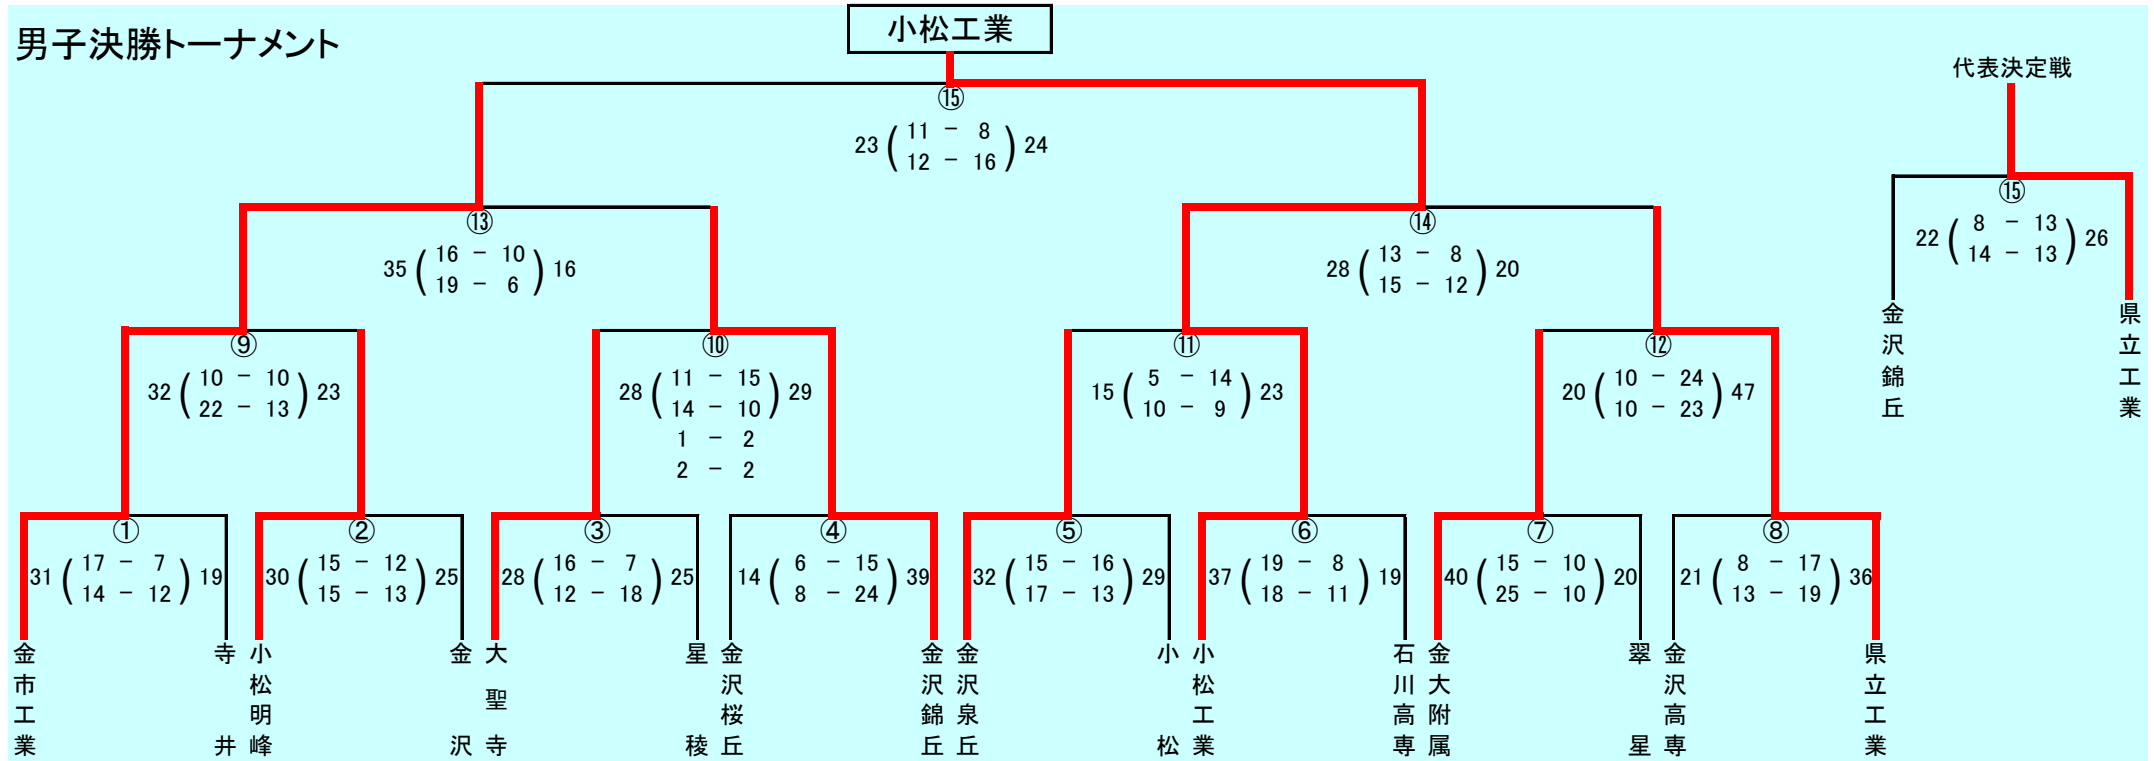 小松工業
男子決勝トーナメント
代表決定戦
⑮
23 ( 11 - 8 ) 24
12 - 16
⑮
22 ( 8 - 13 ) 26
14 - 13
⑬
35 ( 16 - 10 ) 16
19 - 6
⑭
28 ( 13 - 8 ) 20
15 - 12
金沢錦丘
県立工業
⑨
32 ( 10 - 10 ) 23
22 - 13
⑩
28 ( 11 - 15 ) 29
14 - 10
1 - 2
2 - 2
⑪
15 ( 5 - 14 ) 23
10 - 9
⑫
20 ( 10 - 24 ) 47
10 - 23
①
31 ( 17 - 7 ) 19
14 - 12
②
30 ( 15 - 12 ) 25
15 - 13
③
28 ( 16 - 7 ) 25
12 - 18
④
14 ( 6 - 15 ) 39
8 - 24
⑤
32 ( 15 - 16 ) 29
17 - 13
⑥
37 ( 19 - 8 ) 19
18 - 11
⑦
40 ( 15 - 10 ) 20
25 - 10
⑧
21 ( 8 - 17 ) 36
13 - 19
金市工業
寺井
小松明峰
金沢
大聖寺
星稜
金沢桜丘
金沢錦丘
金沢泉丘
小松
小松工業
石川高専
金大附属
翠星
金沢高専
県立工業